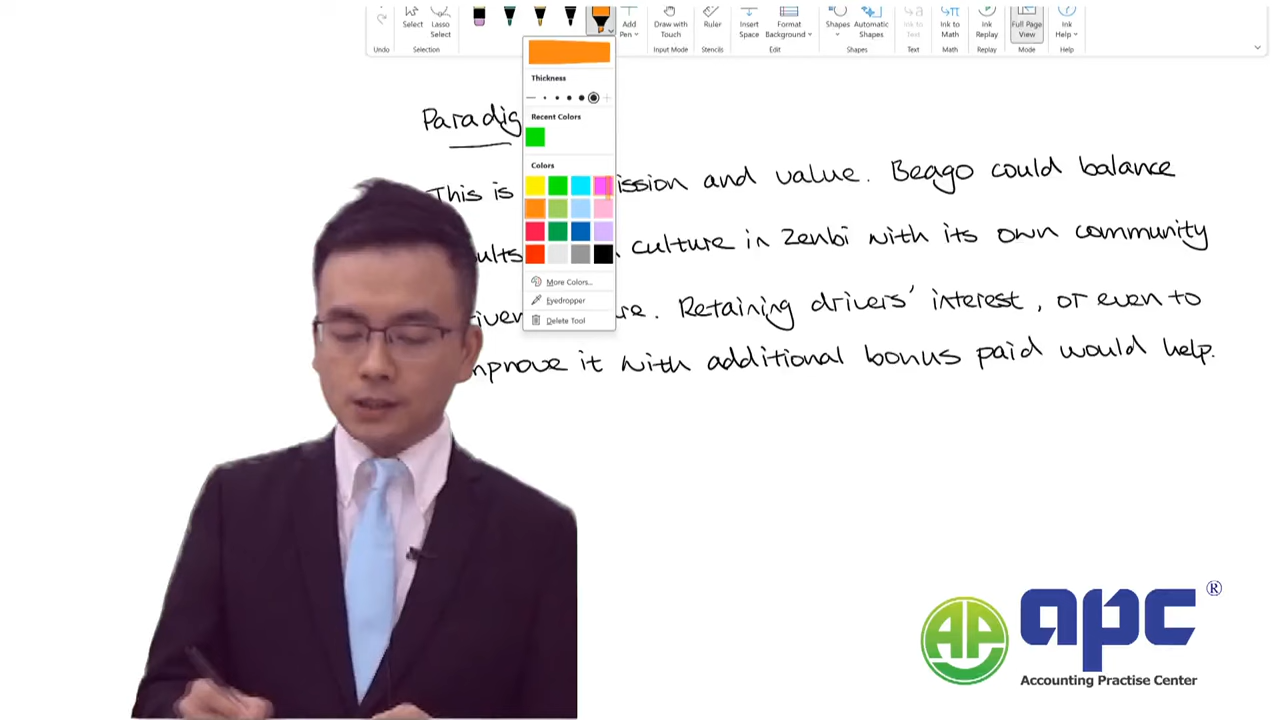 Undo
Select
Lasso Select
Selection
Add Pen
Draw with Touch
Input Mode
Ruler
Stencils
Insert Space
Format Background
Edit
Shapes
Automatic Shapes
Shapes
Ink to Text
Text
Ink to Math
Math
Ink Replay
Replay
Full Page View
Mode
Ink Help
Help
Thickness
Recent Colors
Colors
More Colors...
Eyedropper
Delete Tool
Paradig
This is ission and value. Beago could balance
ults culture in Zenbi with its own community
iven re. Retaining drivers' interest, or even to
mprove it with additional bonus paid would help.
AP apc ®
Accounting Practise Center